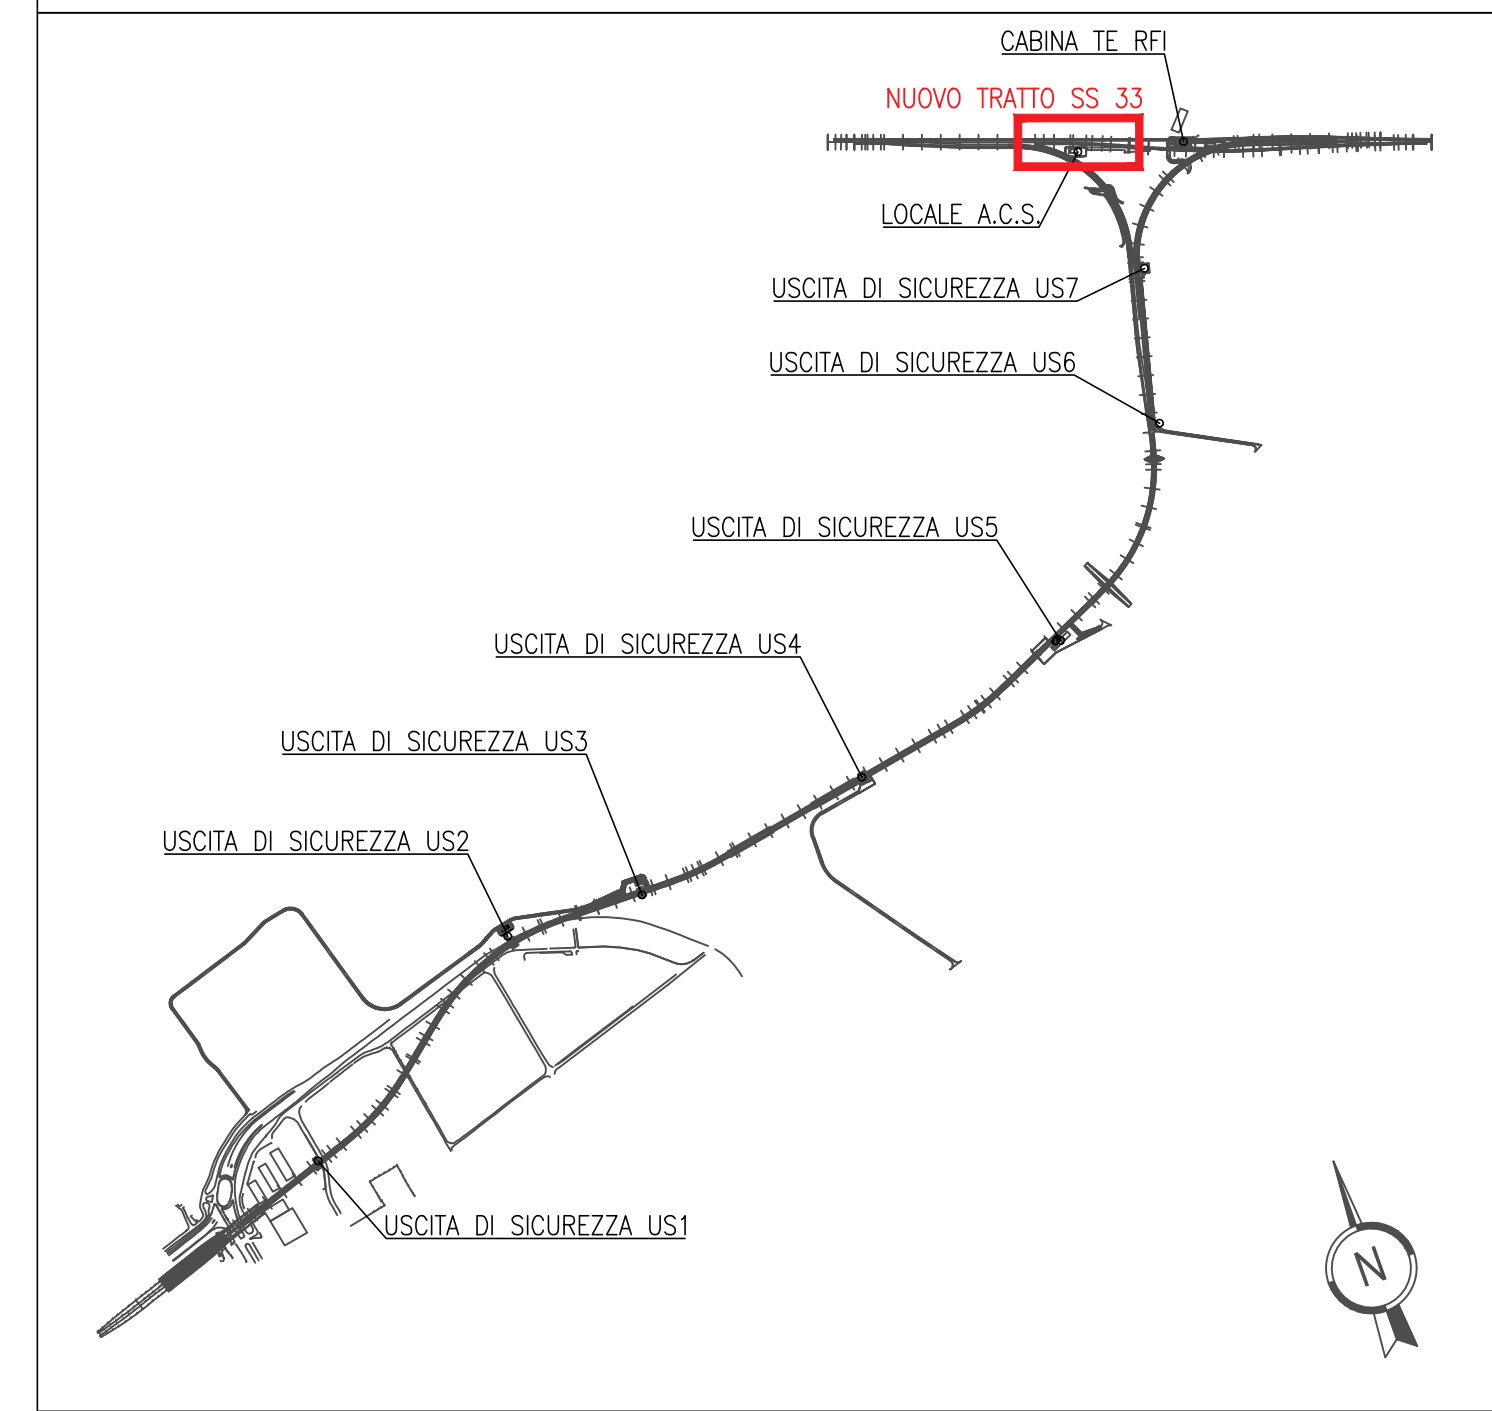 CABINA TE RFI
NUOVO TRATTO SS 33
LOCALE A.C.S.
USCITA DI SICUREZZA US7
USCITA DI SICUREZZA US6
USCITA DI SICUREZZA US5
USCITA DI SICUREZZA US4
USCITA DI SICUREZZA US3
USCITA DI SICUREZZA US2
USCITA DI SICUREZZA US1
N